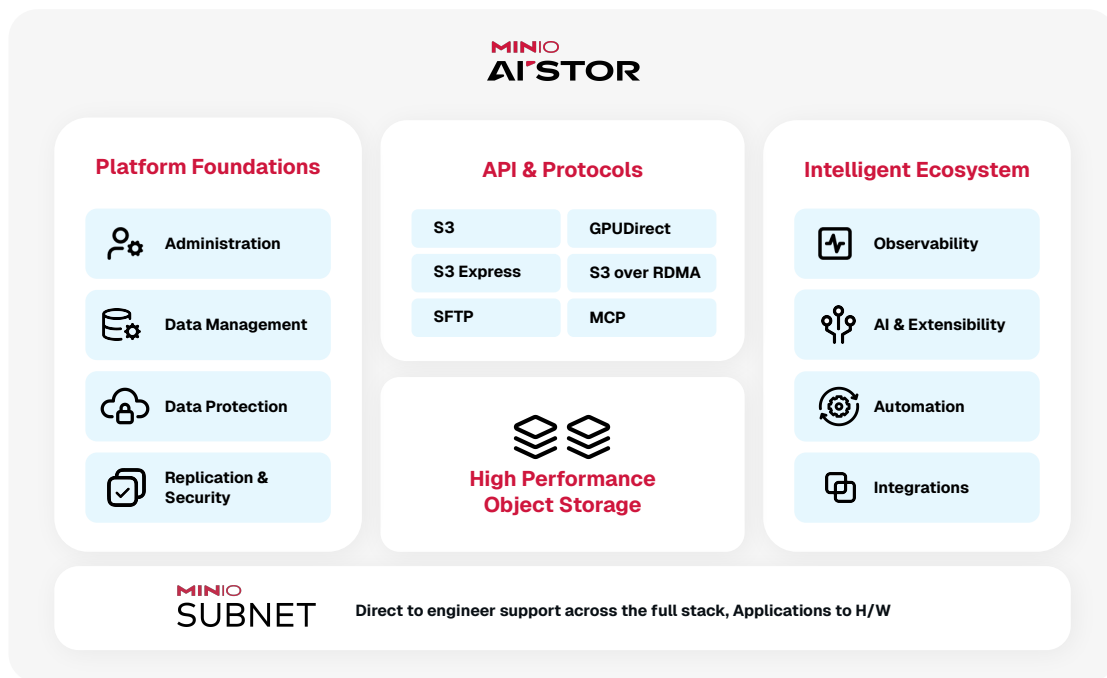 MINIO
AISTOR
Platform Foundations
Administration
Data Management
Data Protection
Replication &
Security
API & Protocols
S3
GPUDirect
S3 Express
S3 over RDMA
SFTP
MCP
High Performance
Object Storage
Intelligent Ecosystem
Observability
AI & Extensibility
Automation
Integrations
MINIO
SUBNET
Direct to engineer support across the full stack, Applications to H/W